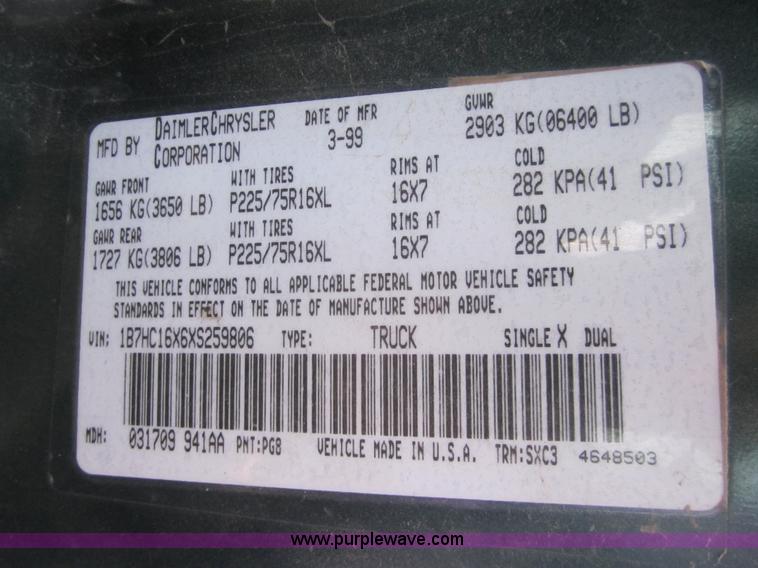 MFD BY DAIMLERCHRYSLER CORPORATION DATE OF MFR 3-99 GVWR 2903 KG(06400 LB)
GAWR FRONT WITH TIRES RIMS AT COLD
1656 KG(3650 LB) P225/75R16XL 16X7 282 KPA(41 PSI)
GAWR REAR WITH TIRES RIMS AT COLD
1727 KG(3806 LB) P225/75R16XL 16X7 282 KPA(41 PSI)
THIS VEHICLE CONFORMS TO ALL APPLICABLE FEDERAL MOTOR VEHICLE SAFETY
STANDARDS IN EFFECT ON THE DATE OF MANUFACTURE SHOWN ABOVE.
VIN: 1B7HC16X6XS259806 TYPE: TRUCK SINGLE X DUAL
MDH: 031709 941AA PNT:PG8 VEHICLE MADE IN U.S.A. TRM:SXC3 4648503
www.purplewave.com